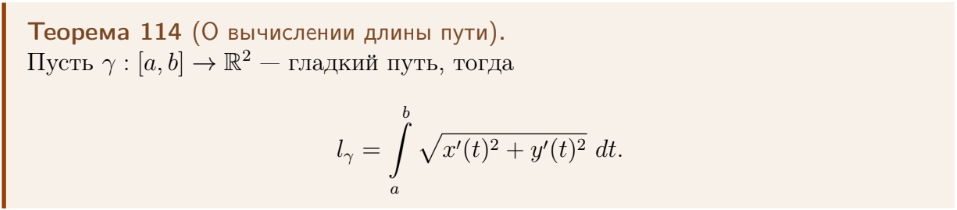 Теорема 114 (О вычислении длины пути).
Пусть γ : [a, b] → ℝ² — гладкий путь, тогда
l_γ = ∫_a^b √(x′(t)² + y′(t)²) dt.